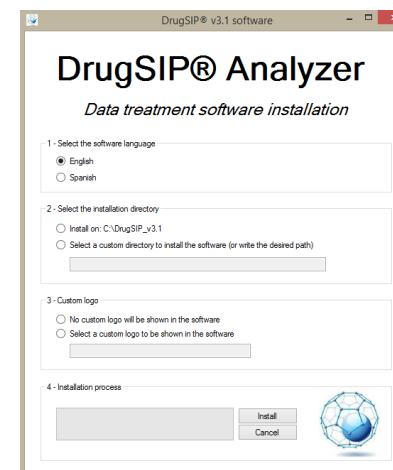 DrugSIP® v3.1 software
DrugSIP® Analyzer
Data treatment software installation
1 - Select the software language
English
Spanish
2 - Select the installation directory
Install on: C:\DrugSIP_v3.1
Select a custom directory to install the software (or write the desired path)
3 - Custom logo
No custom logo will be shown in the software
Select a custom logo to be shown in the software
4 - Installation process
Install
Cancel